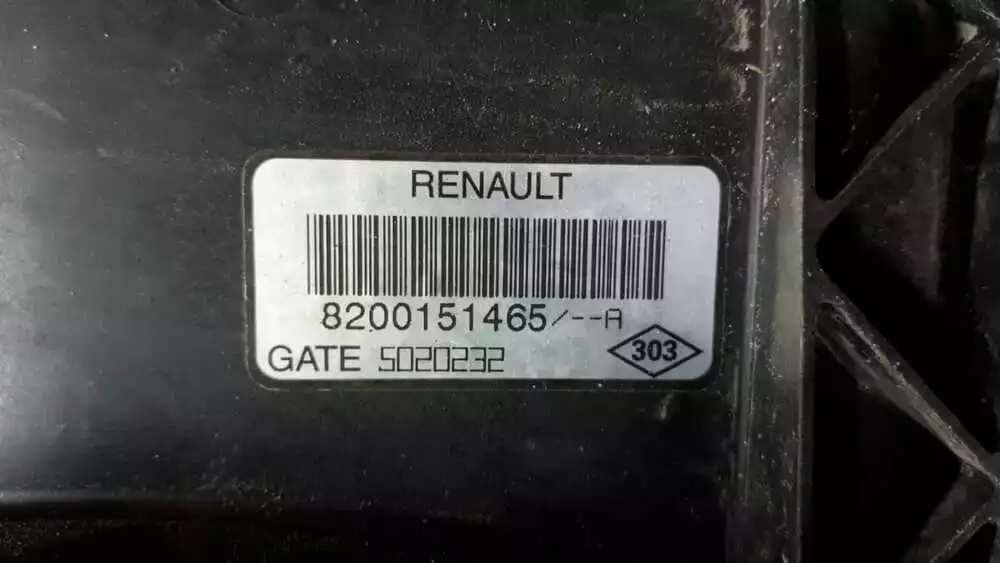 RENAULT
8200151465/--A
GATE 5020232
303